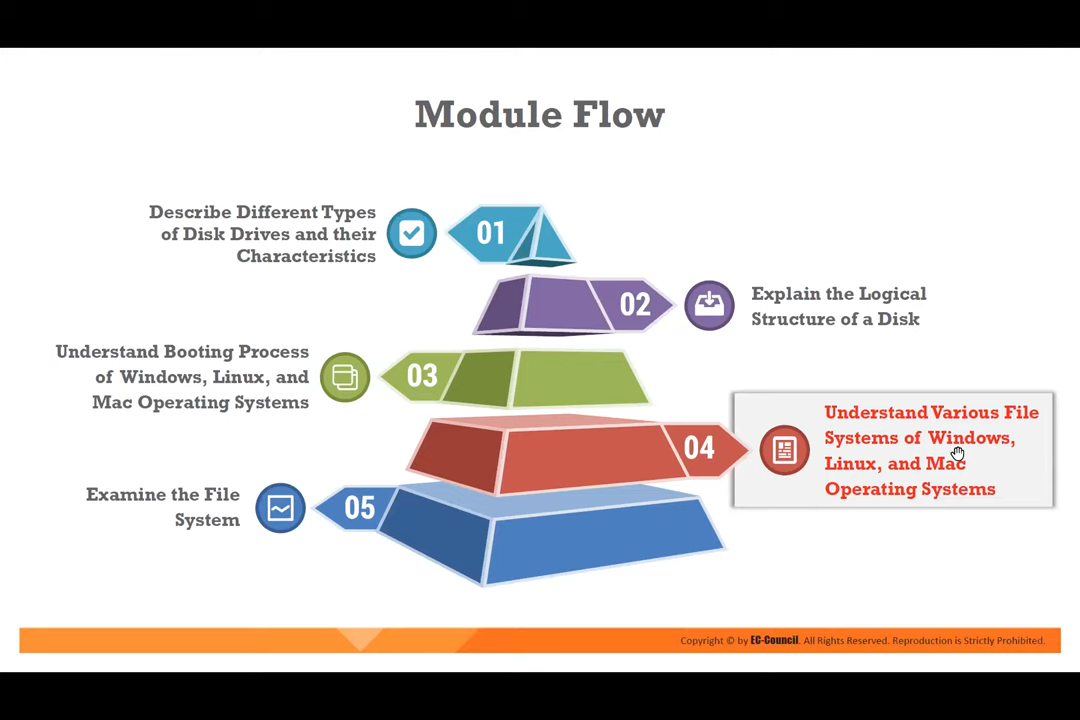 Module Flow
Describe Different Types
of Disk Drives and their
Characteristics
01
02
Explain the Logical
Structure of a Disk
Understand Booting Process
of Windows, Linux, and
Mac Operating Systems
03
04
Understand Various File
Systems of Windows,
Linux, and Mac
Operating Systems
Examine the File
System
05
Copyright © by EC-Council. All Rights Reserved. Reproduction is Strictly Prohibited.